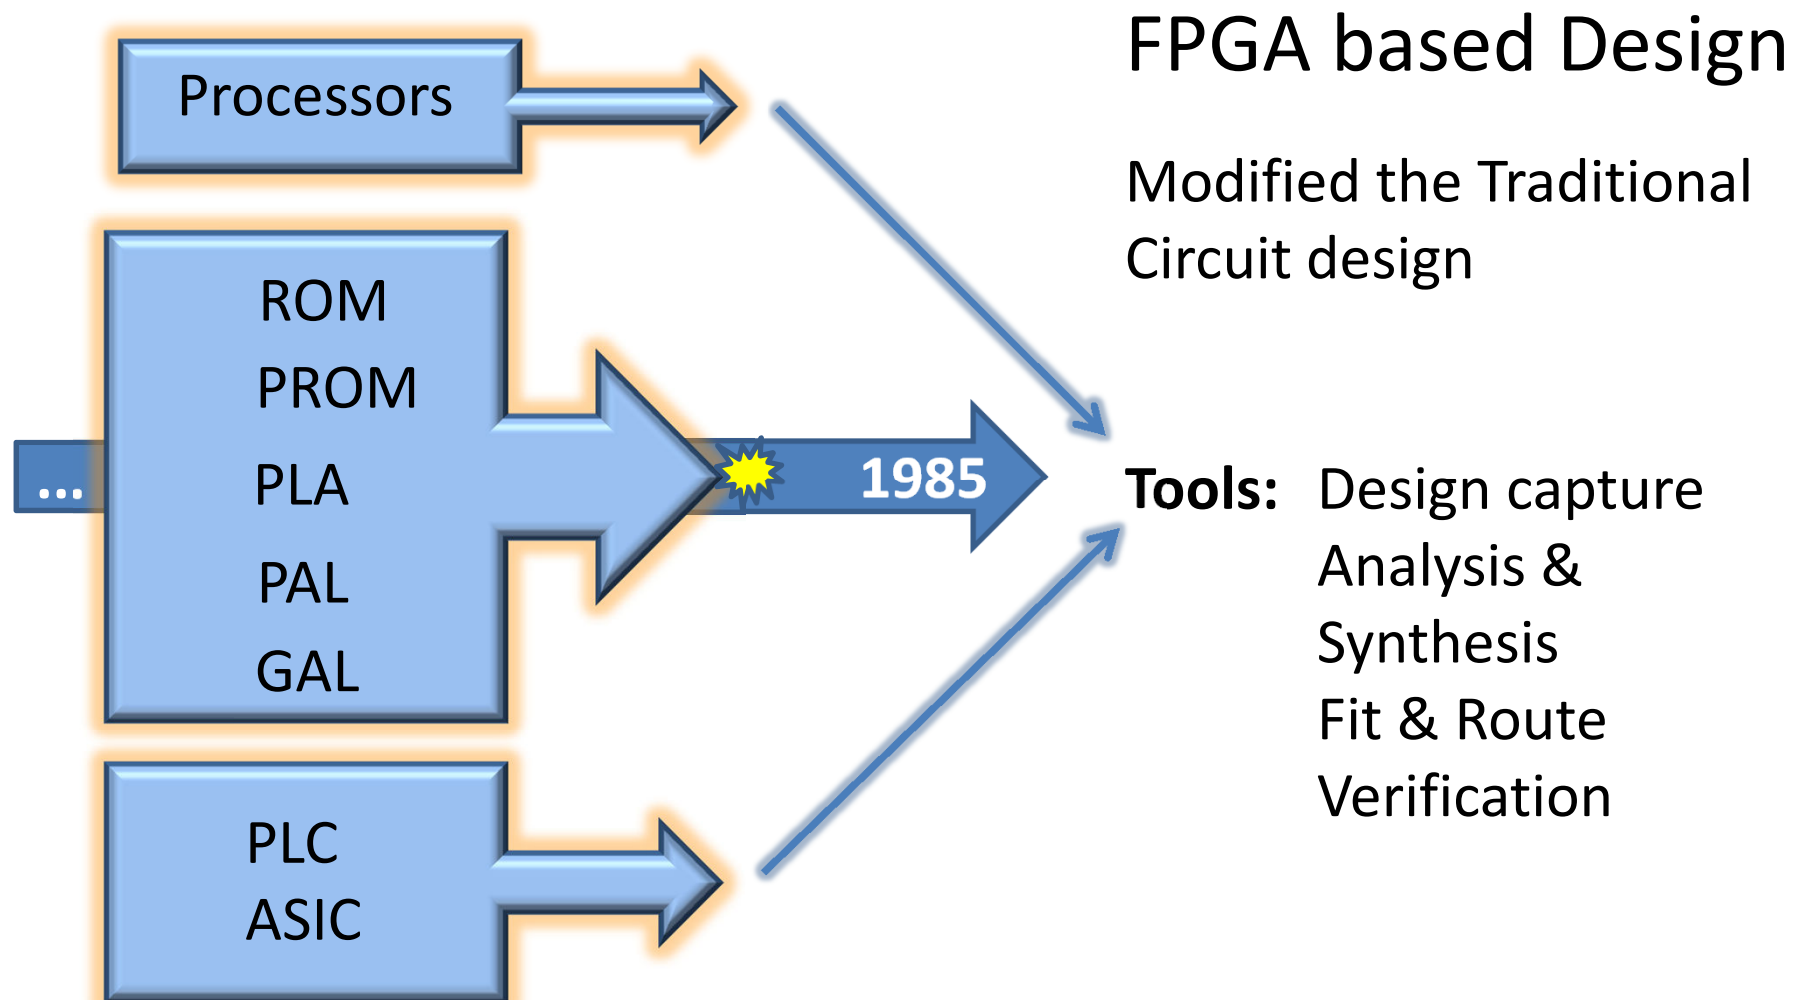 FPGA based Design
Modified the Traditional
Circuit design
Processors
ROM
PROM
PLA
PAL
GAL
PLC
ASIC
...
1985
Tools: Design capture
Analysis &
Synthesis
Fit & Route
Verification